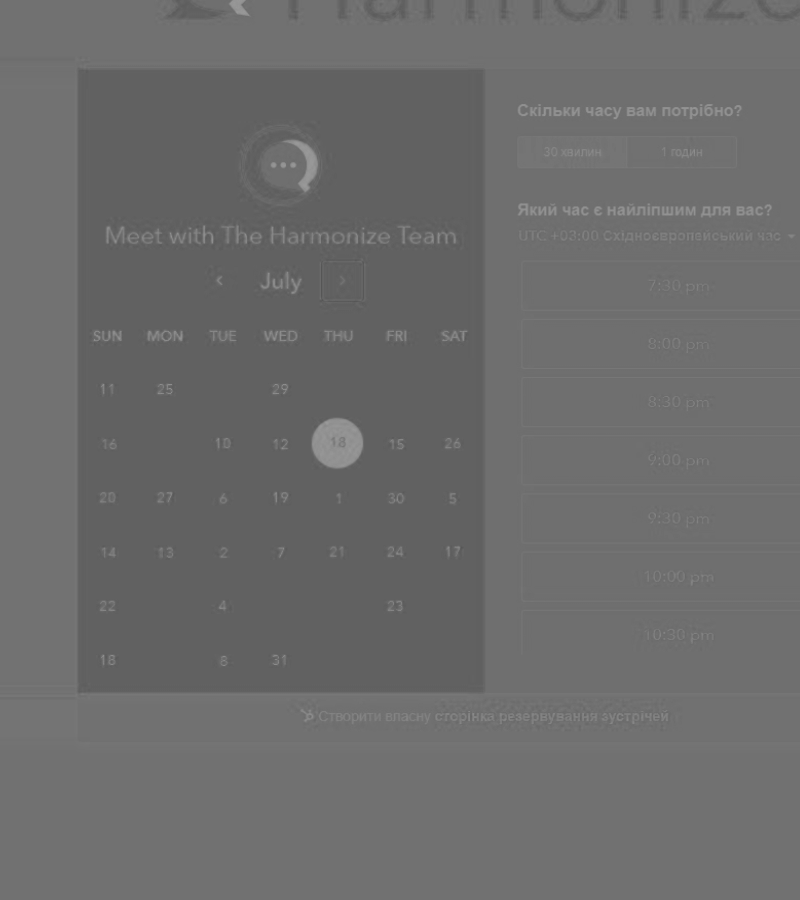 Harmonize
Meet with The Harmonize Team
July
SUN MON TUE WED THU FRI SAT
11 25 29
16 10 12 18 15 26
20 27 6 19 1 30 5
14 13 2 7 21 24 17
22 4 23
18 8 31
Скільки часу вам потрібно?
30 хвилин 1 годин
Який час є найліпшим для вас?
UTC +03:00 Східноєвропейський час
7:30 pm
8:00 pm
8:30 pm
9:00 pm
9:30 pm
10:00 pm
10:30 pm
Створити власну сторінка резервування зустрічей